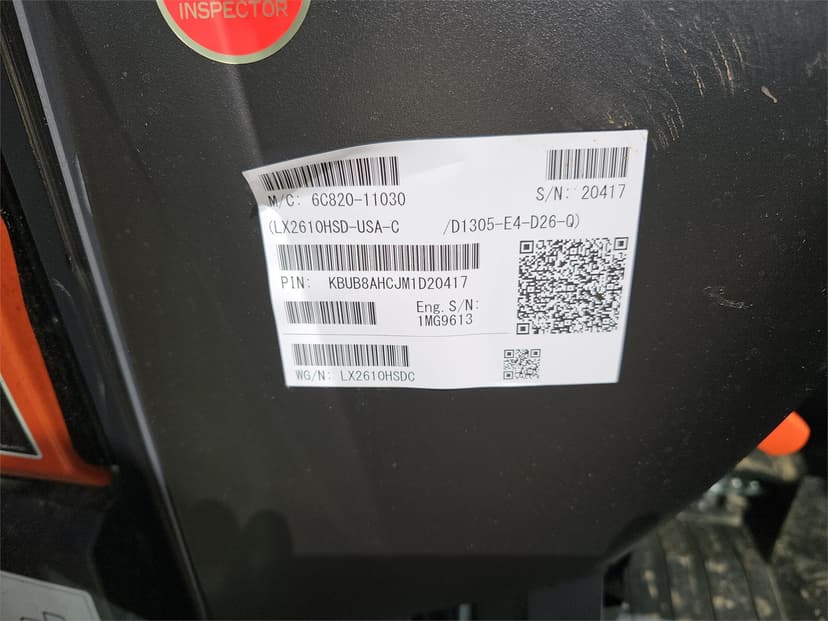 INSPECTOR
M/C: 6C820-11030
S/N: 20417
(LX2610HSD-USA-C /D1305-E4-D26-Q)
PIN: KBUB8AHCJM1D20417
Eng. S/N:
1MG9613
WG/N: LX2610HSDC